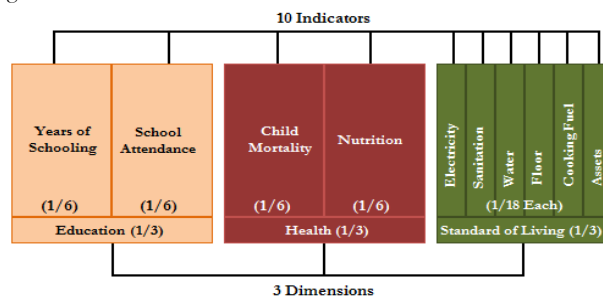 10 Indicators
Years of
Schooling
(1/6)
School
Attendance
(1/6)
Education (1/3)
Child
Mortality
(1/6)
Nutrition
(1/6)
Health (1/3)
Electricity
Sanitation
Water
Floor
Cooking Fuel
Assets
(1/18 Each)
Standard of Living (1/3)
3 Dimensions